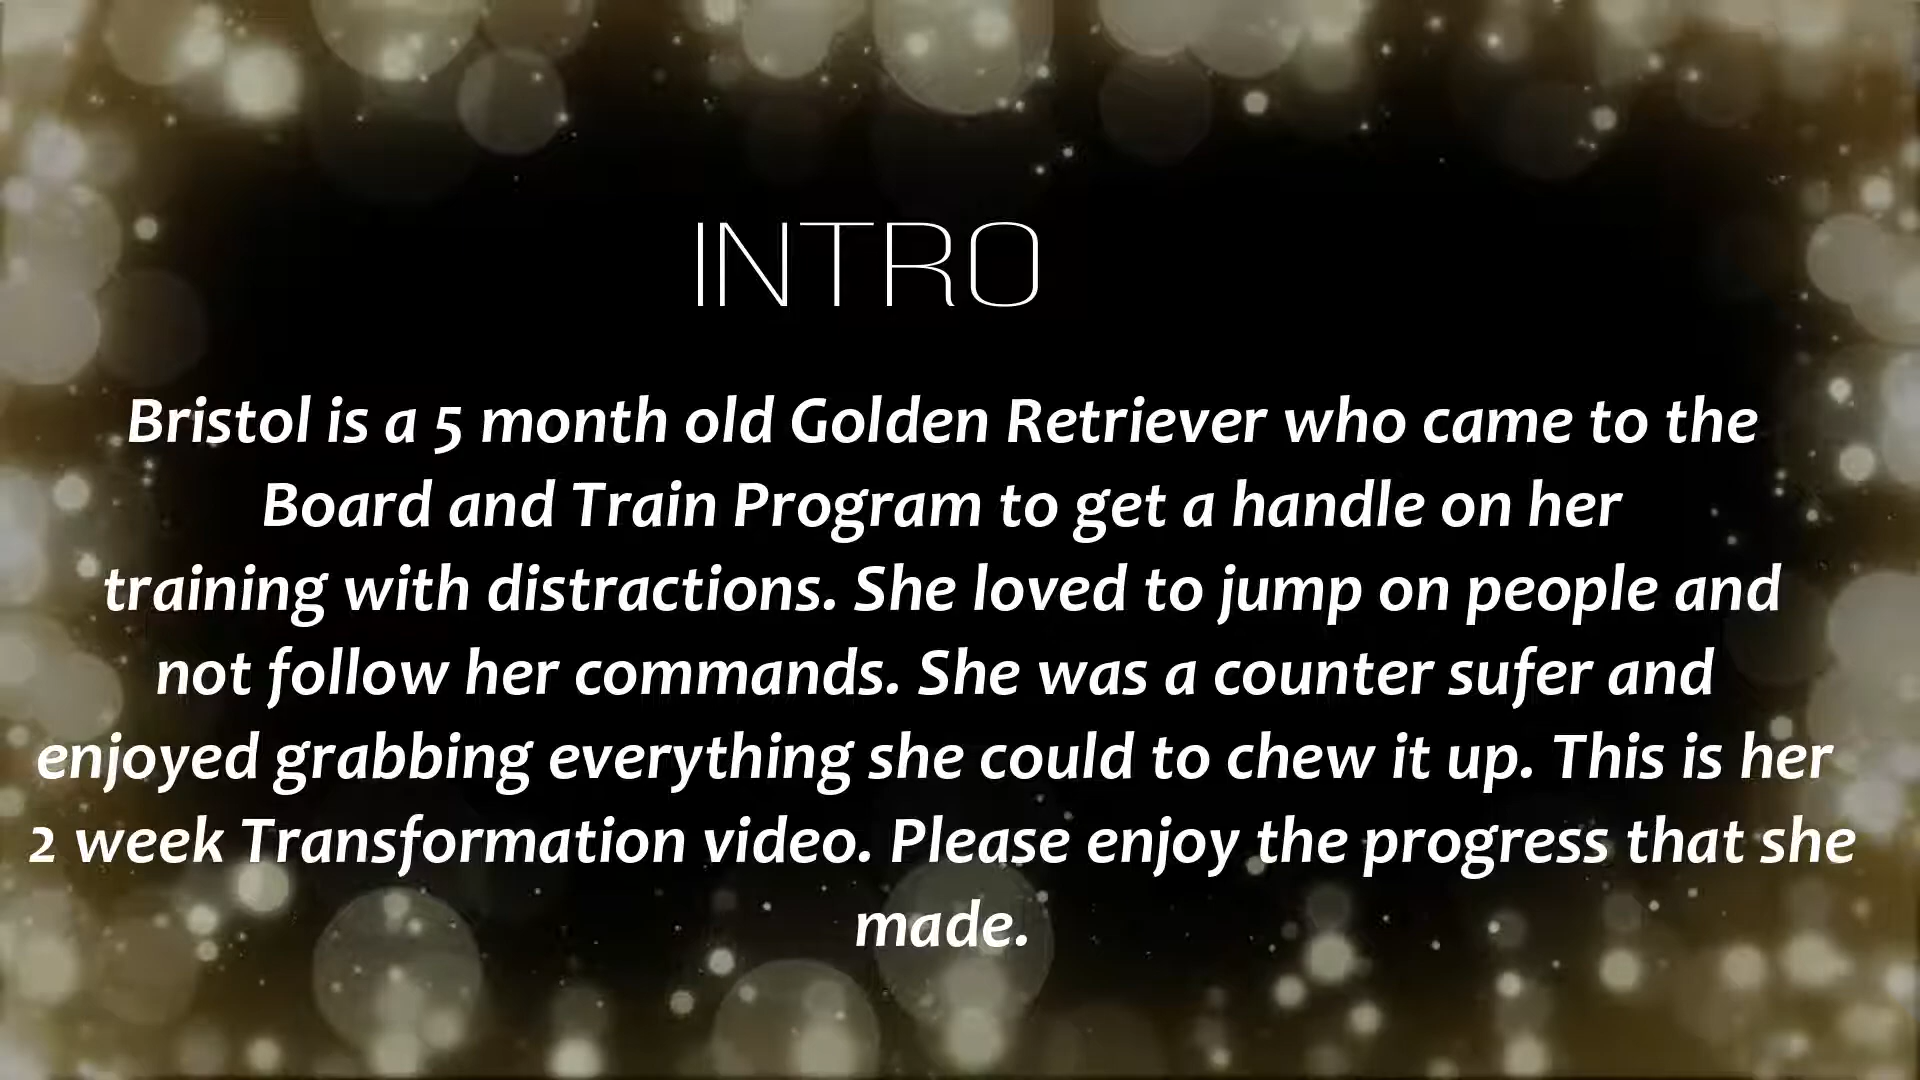 INTRO
Bristol is a 5 month old Golden Retriever who came to the
Board and Train Program to get a handle on her
training with distractions. She loved to jump on people and
not follow her commands. She was a counter sufer and
enjoyed grabbing everything she could to chew it up. This is her
2 week Transformation video. Please enjoy the progress that she
made.